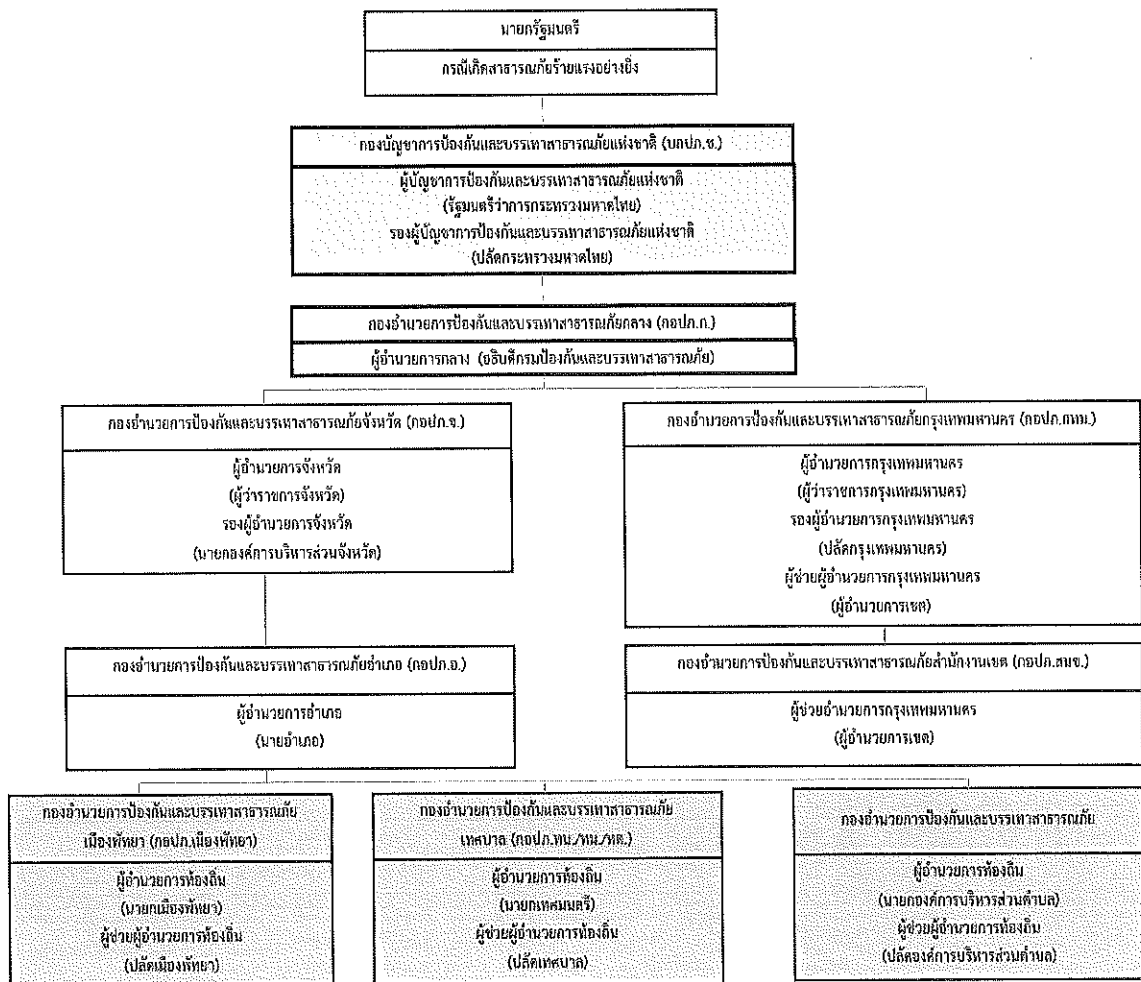 นายกรัฐมนตรี
กรณีเกิดสาธารณภัยร้ายแรงอย่างยิ่ง
กองบัญชาการป้องกันและบรรเทาสาธารณภัยแห่งชาติ (บกปภ.ช.)
ผู้บัญชาการป้องกันและบรรเทาสาธารณภัยแห่งชาติ
(รัฐมนตรีว่าการกระทรวงมหาดไทย)
รองผู้บัญชาการป้องกันและบรรเทาสาธารณภัยแห่งชาติ
(ปลัดกระทรวงมหาดไทย)
กองอำนวยการป้องกันและบรรเทาสาธารณภัยกลาง (กอปภ.ก.)
ผู้อำนวยการกลาง (อธิบดีกรมป้องกันและบรรเทาสาธารณภัย)
กองอำนวยการป้องกันและบรรเทาสาธารณภัยจังหวัด (กอปภ.จ.)
ผู้อำนวยการจังหวัด
(ผู้ว่าราชการจังหวัด)
รองผู้อำนวยการจังหวัด
(นายกองค์การบริหารส่วนจังหวัด)
กองอำนวยการป้องกันและบรรเทาสาธารณภัยกรุงเทพมหานคร (กอปภ.กทม.)
ผู้อำนวยการกรุงเทพมหานคร
(ผู้ว่าราชการกรุงเทพมหานคร)
รองผู้อำนวยการกรุงเทพมหานคร
(ปลัดกรุงเทพมหานคร)
ผู้ช่วยผู้อำนวยการกรุงเทพมหานคร
(ผู้อำนวยการเขต)
กองอำนวยการป้องกันและบรรเทาสาธารณภัยอำเภอ (กอปภ.อ.)
ผู้อำนวยการอำเภอ
(นายอำเภอ)
กองอำนวยการป้องกันและบรรเทาสาธารณภัยสำนักงานเขต (กอปภ.สนข.)
ผู้ช่วยอำนวยการกรุงเทพมหานคร
(ผู้อำนวยการเขต)
กองอำนวยการป้องกันและบรรเทาสาธารณภัย
เมืองพัทยา (กอปภ.เมืองพัทยา)
ผู้อำนวยการท้องถิ่น
(นายกเมืองพัทยา)
ผู้ช่วยผู้อำนวยการท้องถิ่น
(ปลัดเมืองพัทยา)
กองอำนวยการป้องกันและบรรเทาสาธารณภัย
เทศบาล (กอปภ.ทน./ทม./ทต.)
ผู้อำนวยการท้องถิ่น
(นายกเทศมนตรี)
ผู้ช่วยผู้อำนวยการท้องถิ่น
(ปลัดเทศบาล)
กองอำนวยการป้องกันและบรรเทาสาธารณภัย
ผู้อำนวยการท้องถิ่น
(นายกองค์การบริหารส่วนตำบล)
ผู้ช่วยผู้อำนวยการท้องถิ่น
(ปลัดองค์การบริหารส่วนตำบล)